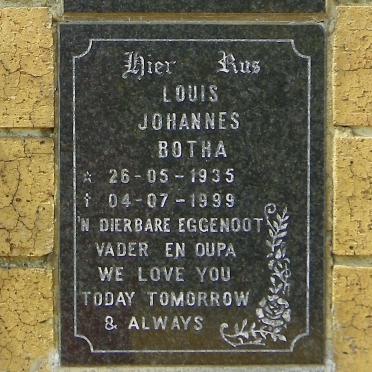 Hier Rus
LOUIS
JOHANNES
BOTHA
☆ 26-05-1935
† 04-07-1999
'N DIERBARE EGGENOOT
VADER EN OUPA
WE LOVE YOU
TODAY TOMORROW
& ALWAYS